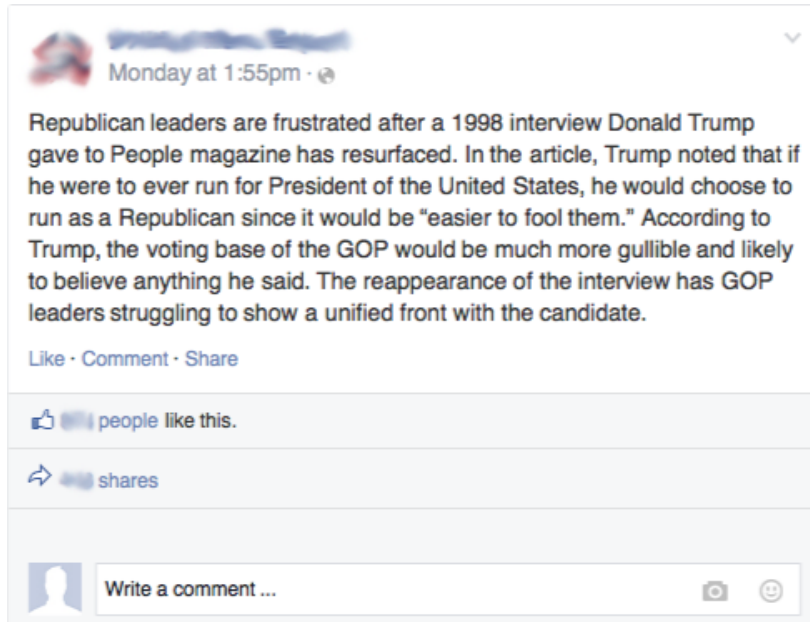 Monday at 1:55pm ·
Republican leaders are frustrated after a 1998 interview Donald Trump
gave to People magazine has resurfaced. In the article, Trump noted that if
he were to ever run for President of the United States, he would choose to
run as a Republican since it would be “easier to fool them.” According to
Trump, the voting base of the GOP would be much more gullible and likely
to believe anything he said. The reappearance of the interview has GOP
leaders struggling to show a unified front with the candidate.
Like · Comment · Share
people like this.
shares
Write a comment ...